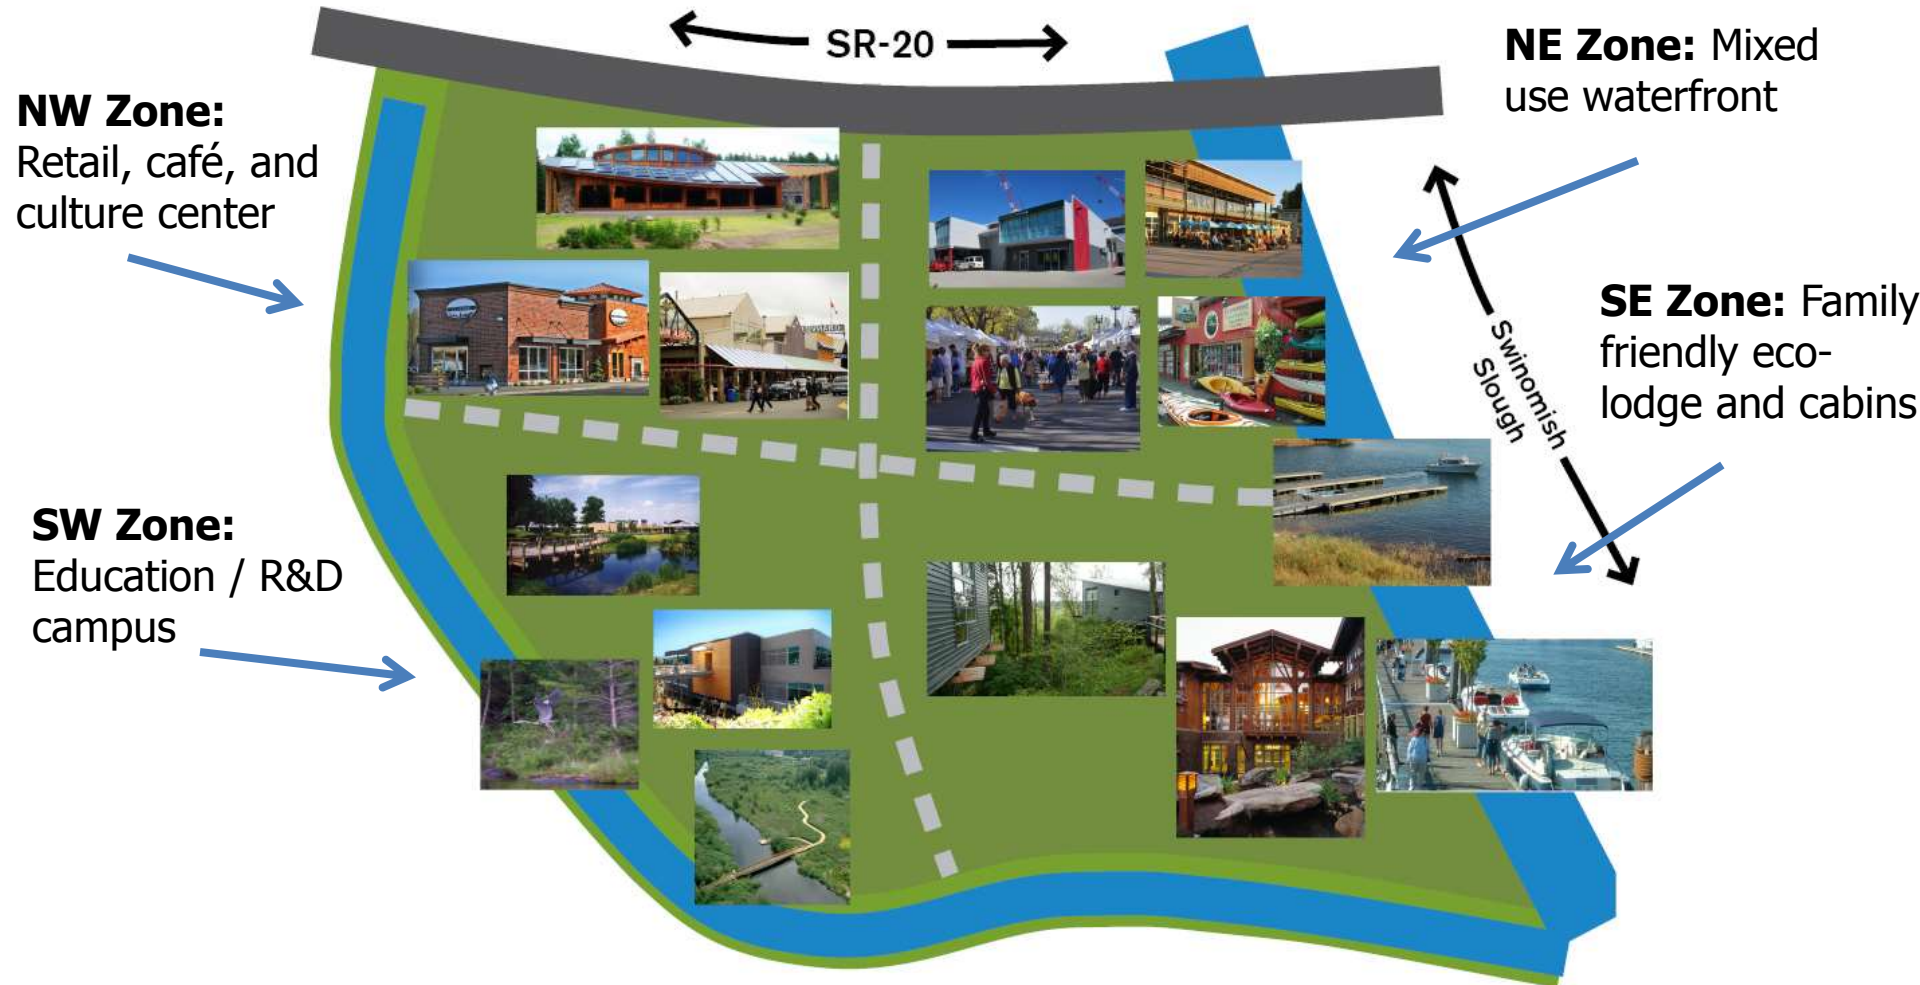 SR-20
NE Zone: Mixed
use waterfront
NW Zone:
Retail, café, and
culture center
SE Zone: Family
friendly eco-
lodge and cabins
Swinomish
Slough
SW Zone:
Education / R&D
campus